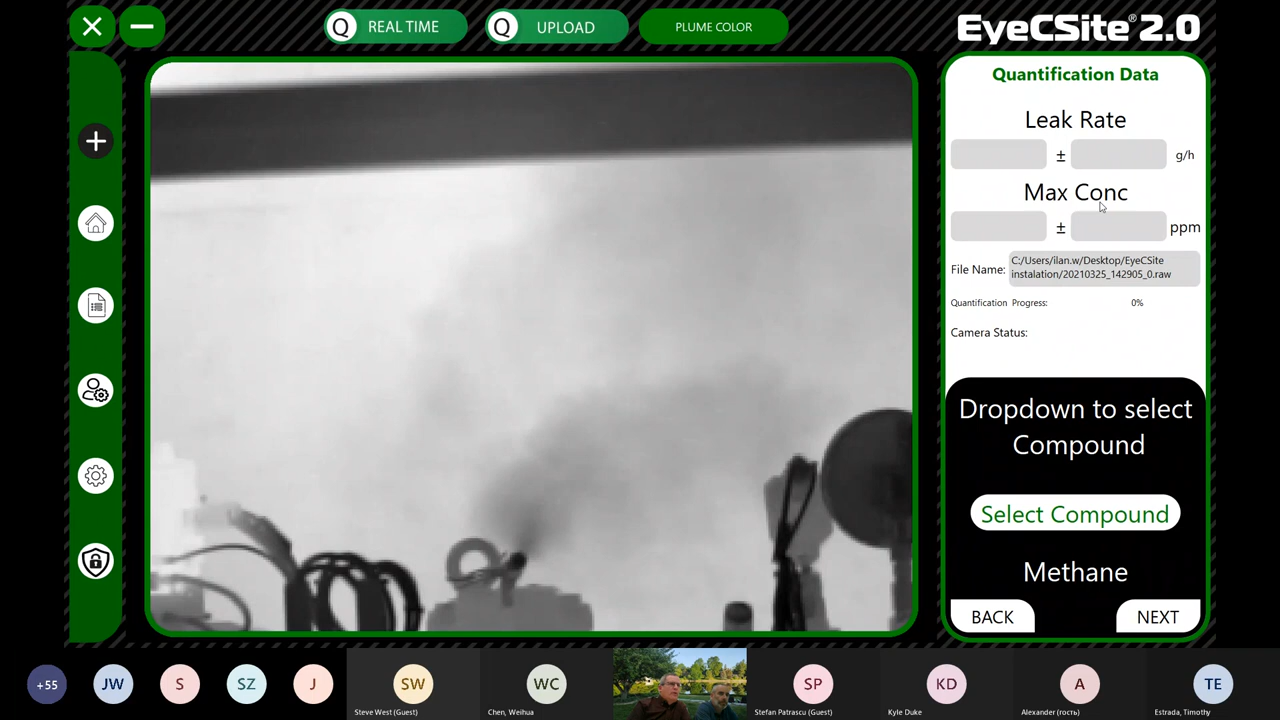 Q REAL TIME
Q UPLOAD
PLUME COLOR
EyeCSite® 2.0
Quantification Data
Leak Rate
± g/h
Max Conc
± ppm
File Name: C:/Users/ilan.w/Desktop/EyeCSite
instalation/20210325_142905_0.raw
Quantification Progress: 0%
Camera Status:
Dropdown to select
Compound
Select Compound
Methane
BACK
NEXT
+55
JW
S
SZ
J
SW
Steve West (Guest)
WC
Chen, Weihua
SP
Stefan Patrascu (Guest)
KD
Kyle Duke
A
Alexander (гость)
TE
Estrada, Timothy